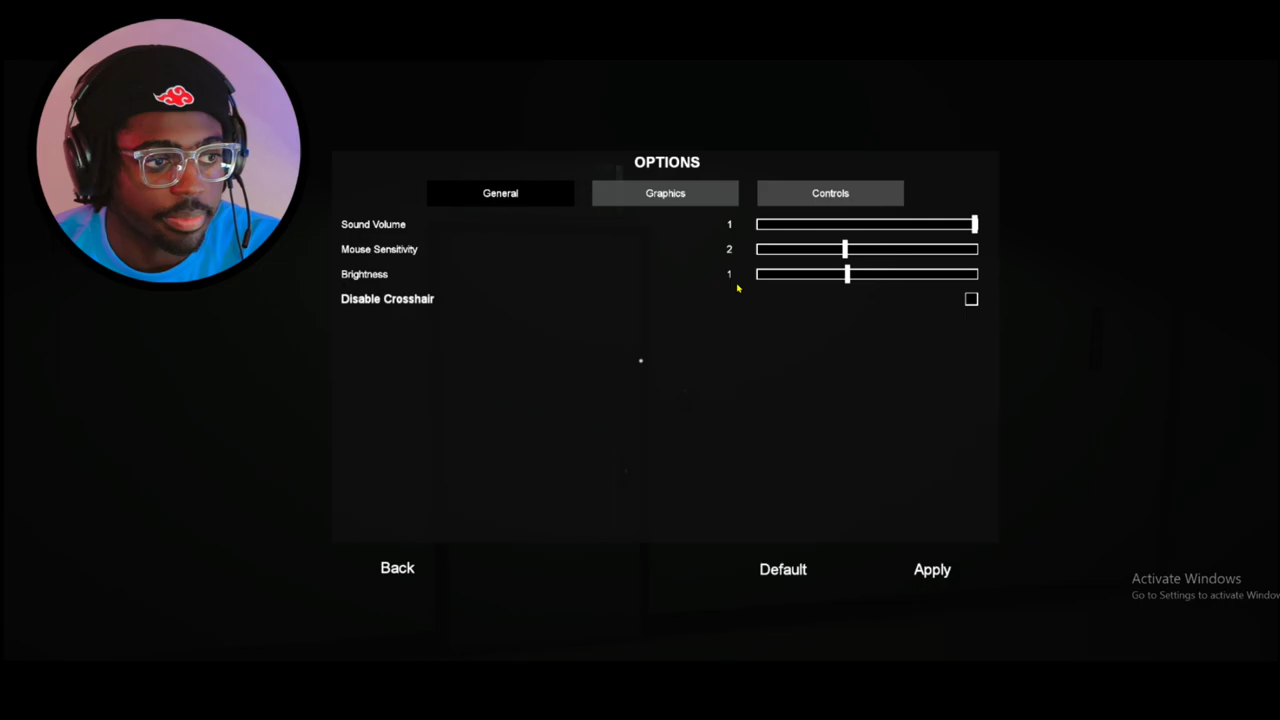 OPTIONS
General Graphics Controls
Sound Volume 1
Mouse Sensitivity 2
Brightness 1
Disable Crosshair
Back Default Apply
Activate Windows
Go to Settings to activate Window